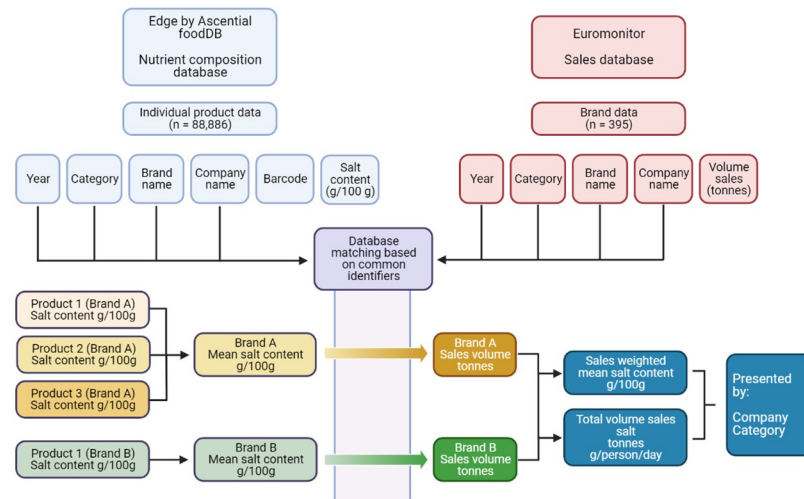 Edge by Ascential
foodDB
Nutrient composition
database
Euromonitor
Sales database
Individual product data
(n = 88,886)
Brand data
(n = 395)
Year
Category
Brand
name
Company
name
Barcode
Salt
content
(g/100 g)
Year
Category
Brand
name
Company
name
Volume
sales
(tonnes)
Database
matching based
on common
identifiers
Product 1 (Brand A)
Salt content g/100g
Product 2 (Brand A)
Salt content g/100g
Product 3 (Brand A)
Salt content g/100g
Brand A
Mean salt content
g/100g
Brand A
Sales volume
tonnes
Product 1 (Brand B)
Salt content g/100g
Brand B
Mean salt content
g/100g
Brand B
Sales volume
tonnes
Sales weighted
mean salt content
g/100g
Total volume sales
salt
tonnes
g/person/day
Presented
by:
Company
Category